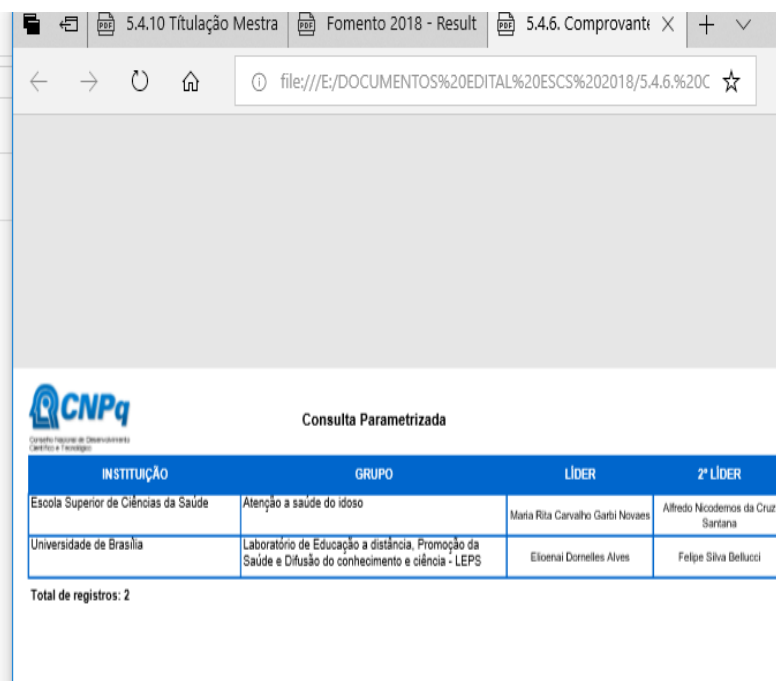 5.4.10 Títulação Mestra
Fomento 2018 - Result
5.4.6. Comprovante
file:///E:/DOCUMENTOS%20EDITAL%20ESCS%202018/5.4.6.%20C
CNPq
Conselho Nacional de Desenvolvimento
Científico e Tecnológico
Consulta Parametrizada
INSTITUIÇÃO GRUPO LÍDER 2º LÍDER
Escola Superior de Ciências da Saúde Atenção a saúde do idoso Maria Rita Carvalho Garbi Novaes Alfredo Nicodemos da Cruz
Santana
Universidade de Brasília Laboratório de Educação a distância, Promoção da
Saúde e Difusão do conhecimento e ciência - LEPS Elioenai Dornelles Alves Felipe Silva Bellucci
Total de registros: 2